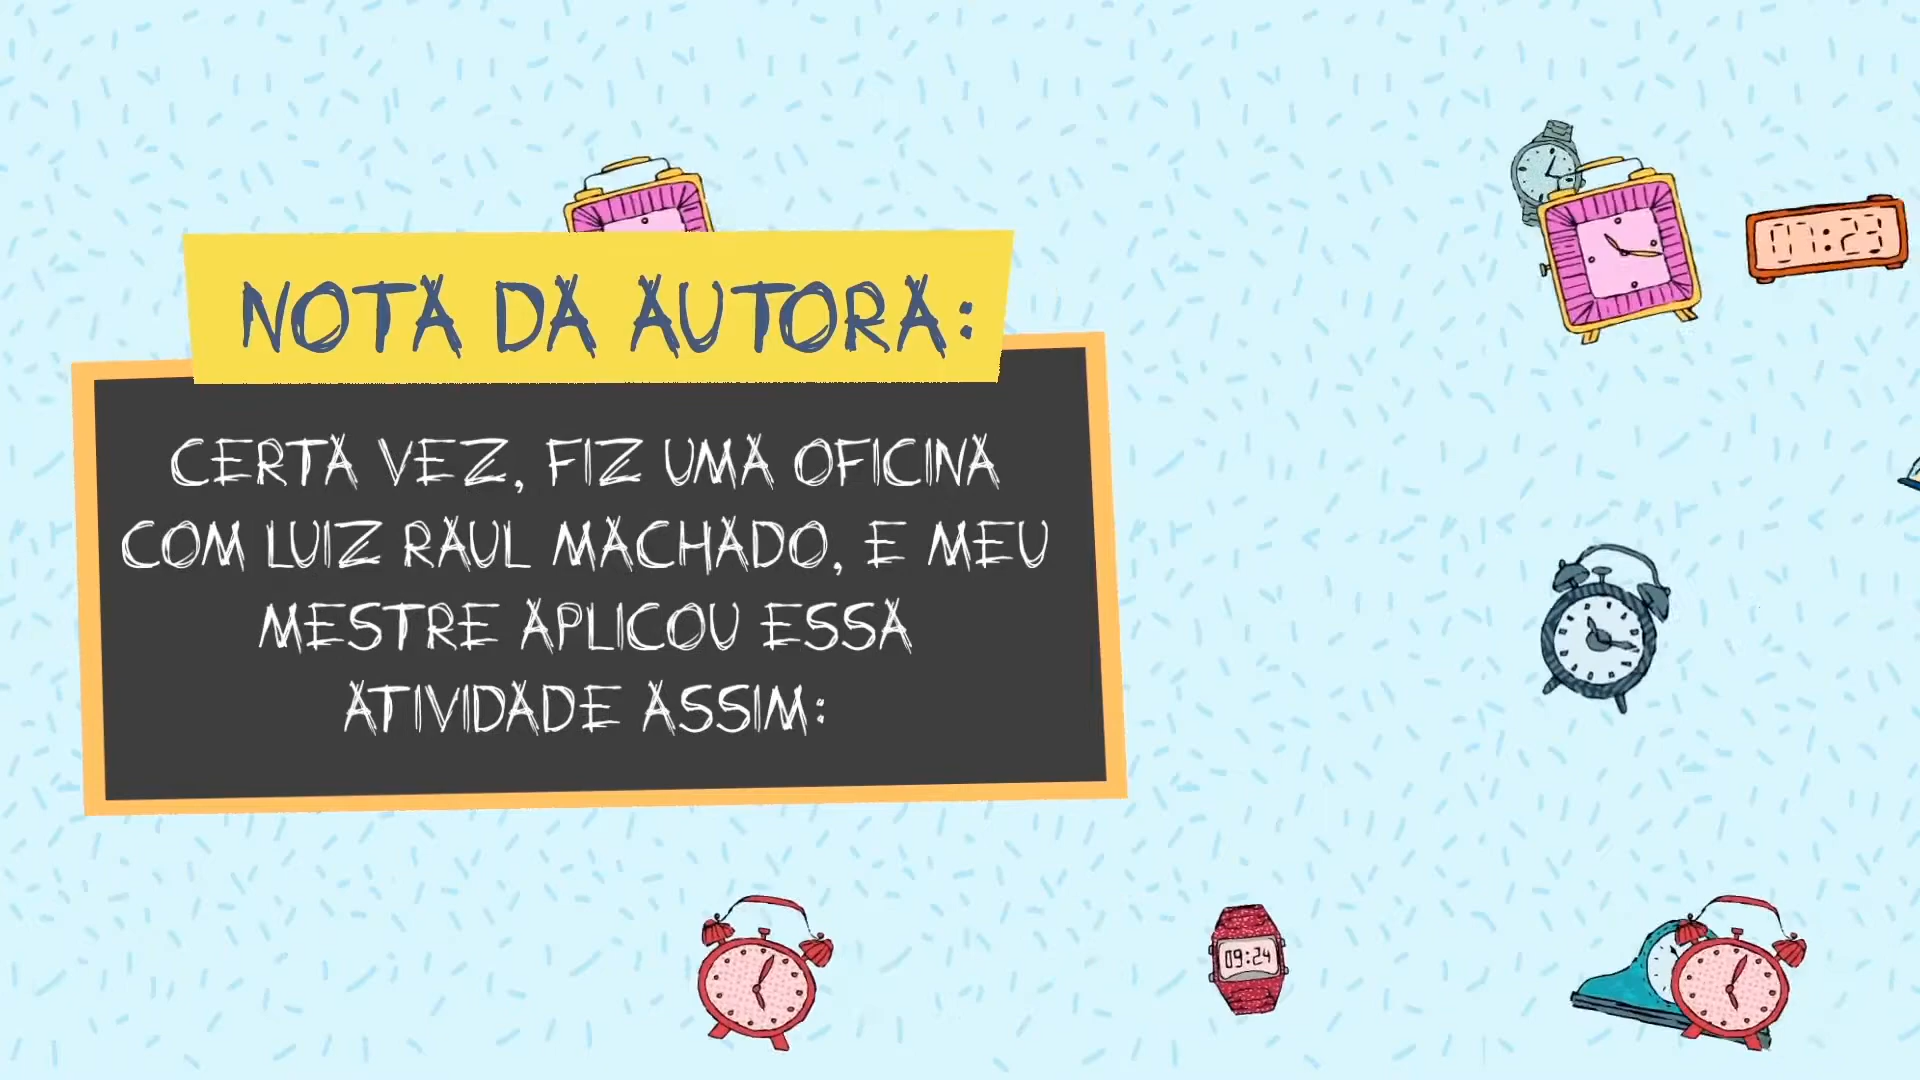 NOTA DA AUTORA:
CERTA VEZ, FIZ UMA OFICINA
COM LUIZ RAUL MACHADO, E MEU
MESTRE APLICOU ESSA
ATIVIDADE ASSIM:
09:24